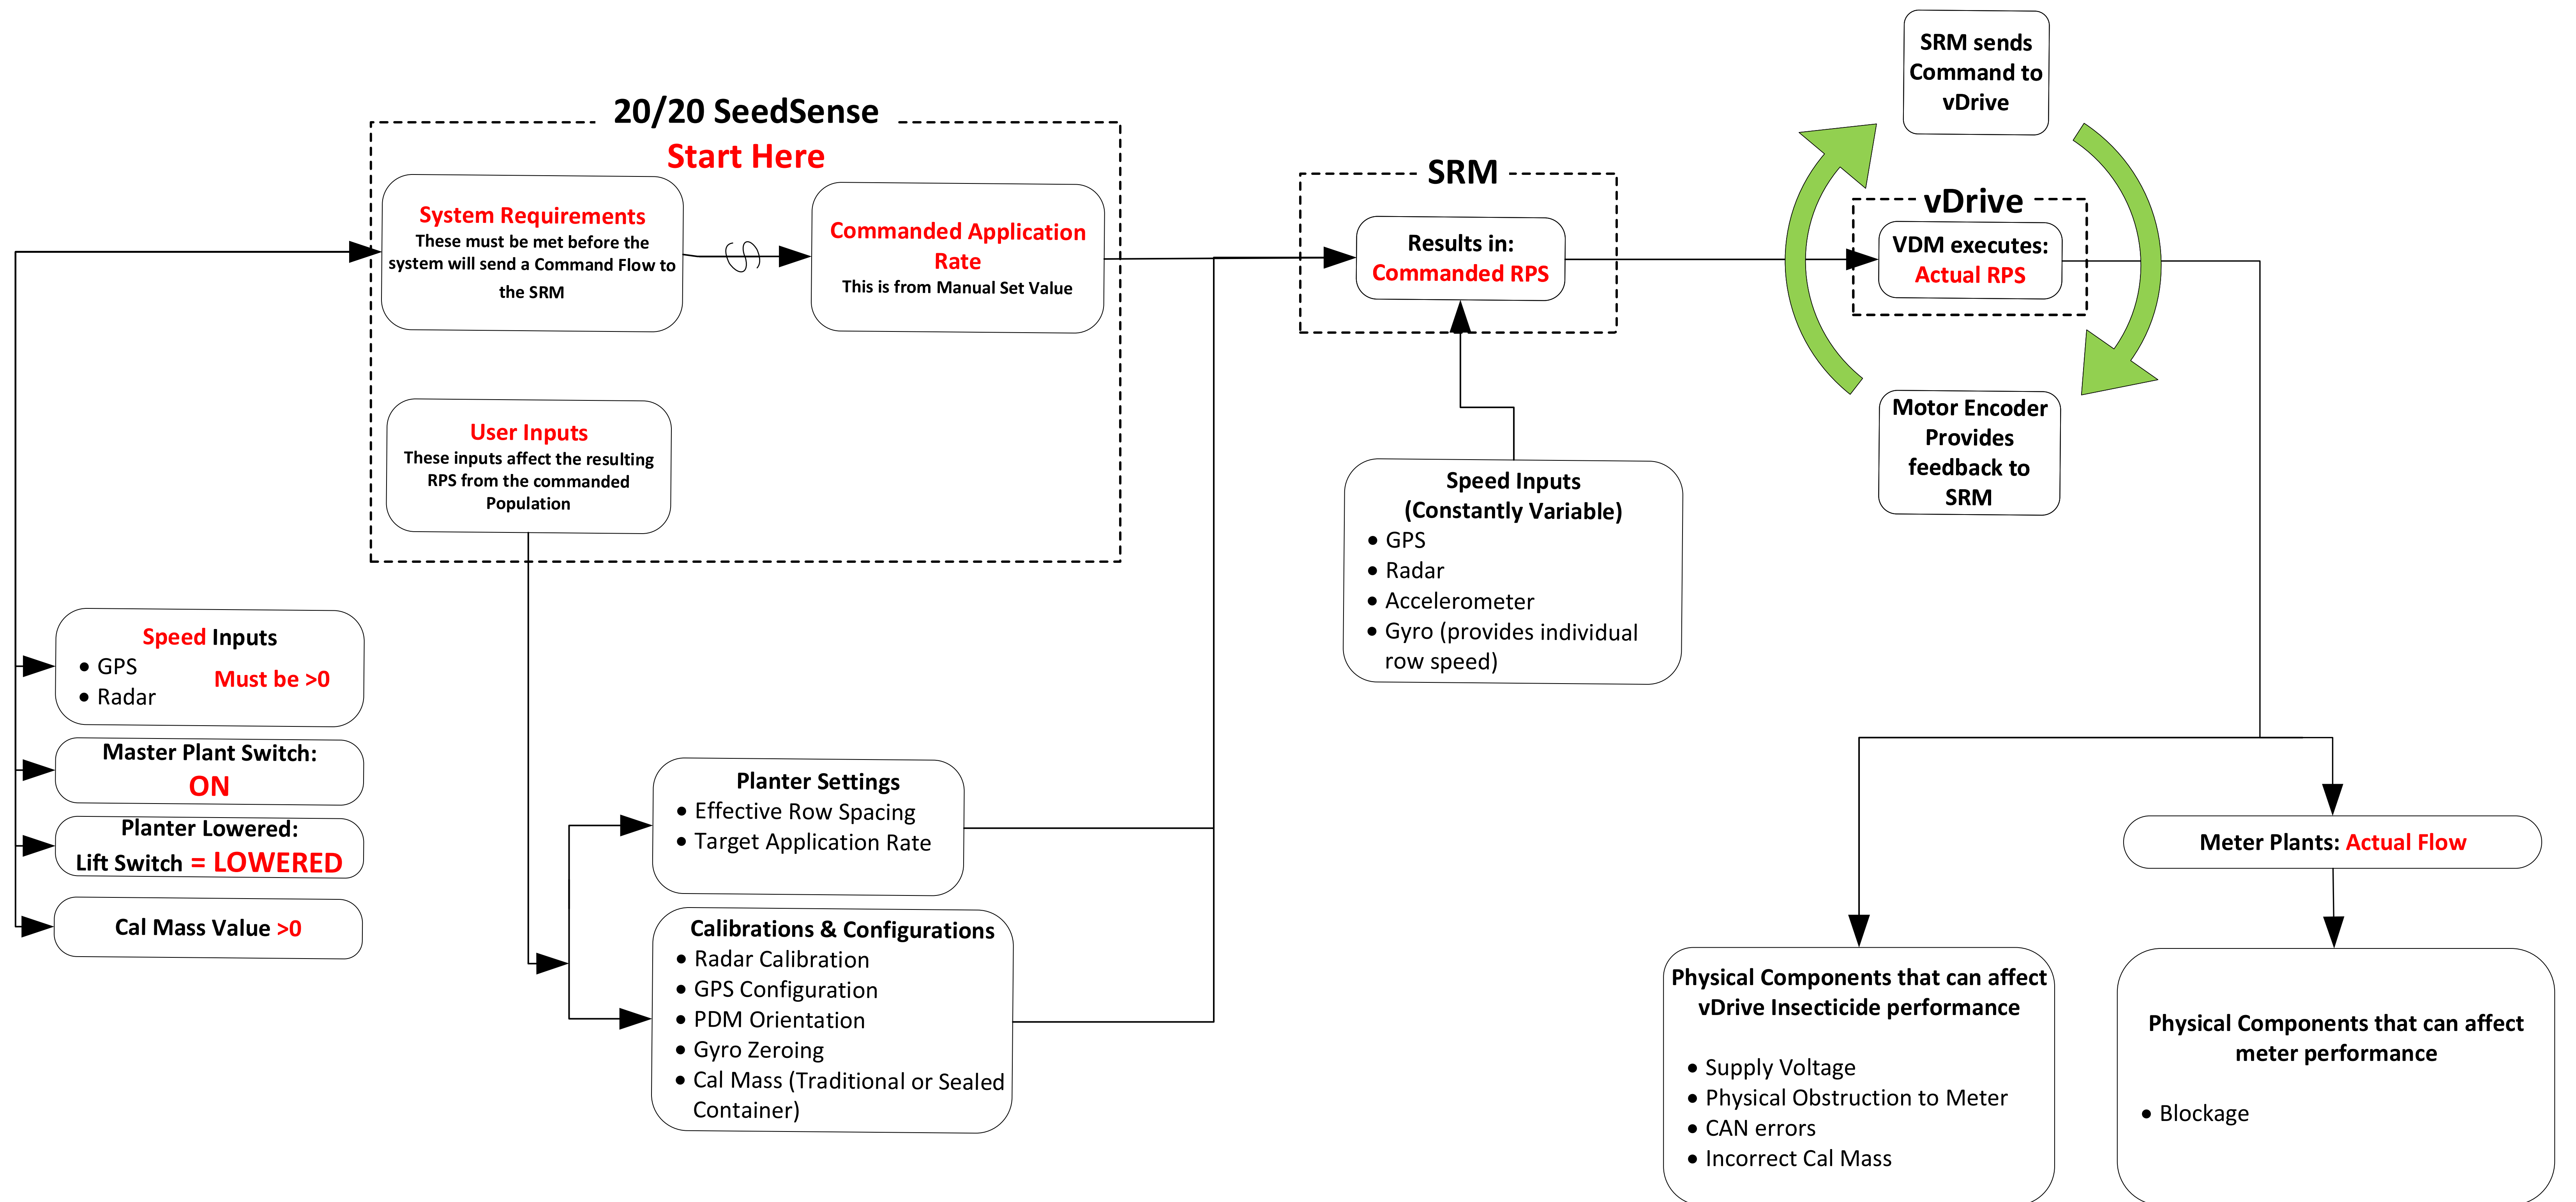 20/20 SeedSense
Start Here
System Requirements
These must be met before the
system will send a Command Flow to
the SRM
Commanded Application
Rate
This is from Manual Set Value
User Inputs
These inputs affect the resulting
RPS from the commanded
Population
Speed Inputs
• GPS
• Radar
Must be >0
Master Plant Switch:
ON
Planter Lowered:
Lift Switch = LOWERED
Cal Mass Value >0
Planter Settings
• Effective Row Spacing
• Target Application Rate
Calibrations & Configurations
• Radar Calibration
• GPS Configuration
• PDM Orientation
• Gyro Zeroing
• Cal Mass (Traditional or Sealed
Container)
SRM
Results in:
Commanded RPS
Speed Inputs
(Constantly Variable)
• GPS
• Radar
• Accelerometer
• Gyro (provides individual
row speed)
SRM sends
Command to
vDrive
vDrive
VDM executes:
Actual RPS
Motor Encoder
Provides
feedback to
SRM
Meter Plants: Actual Flow
Physical Components that can affect
vDrive Insecticide performance
• Supply Voltage
• Physical Obstruction to Meter
• CAN errors
• Incorrect Cal Mass
Physical Components that can affect
meter performance
• Blockage